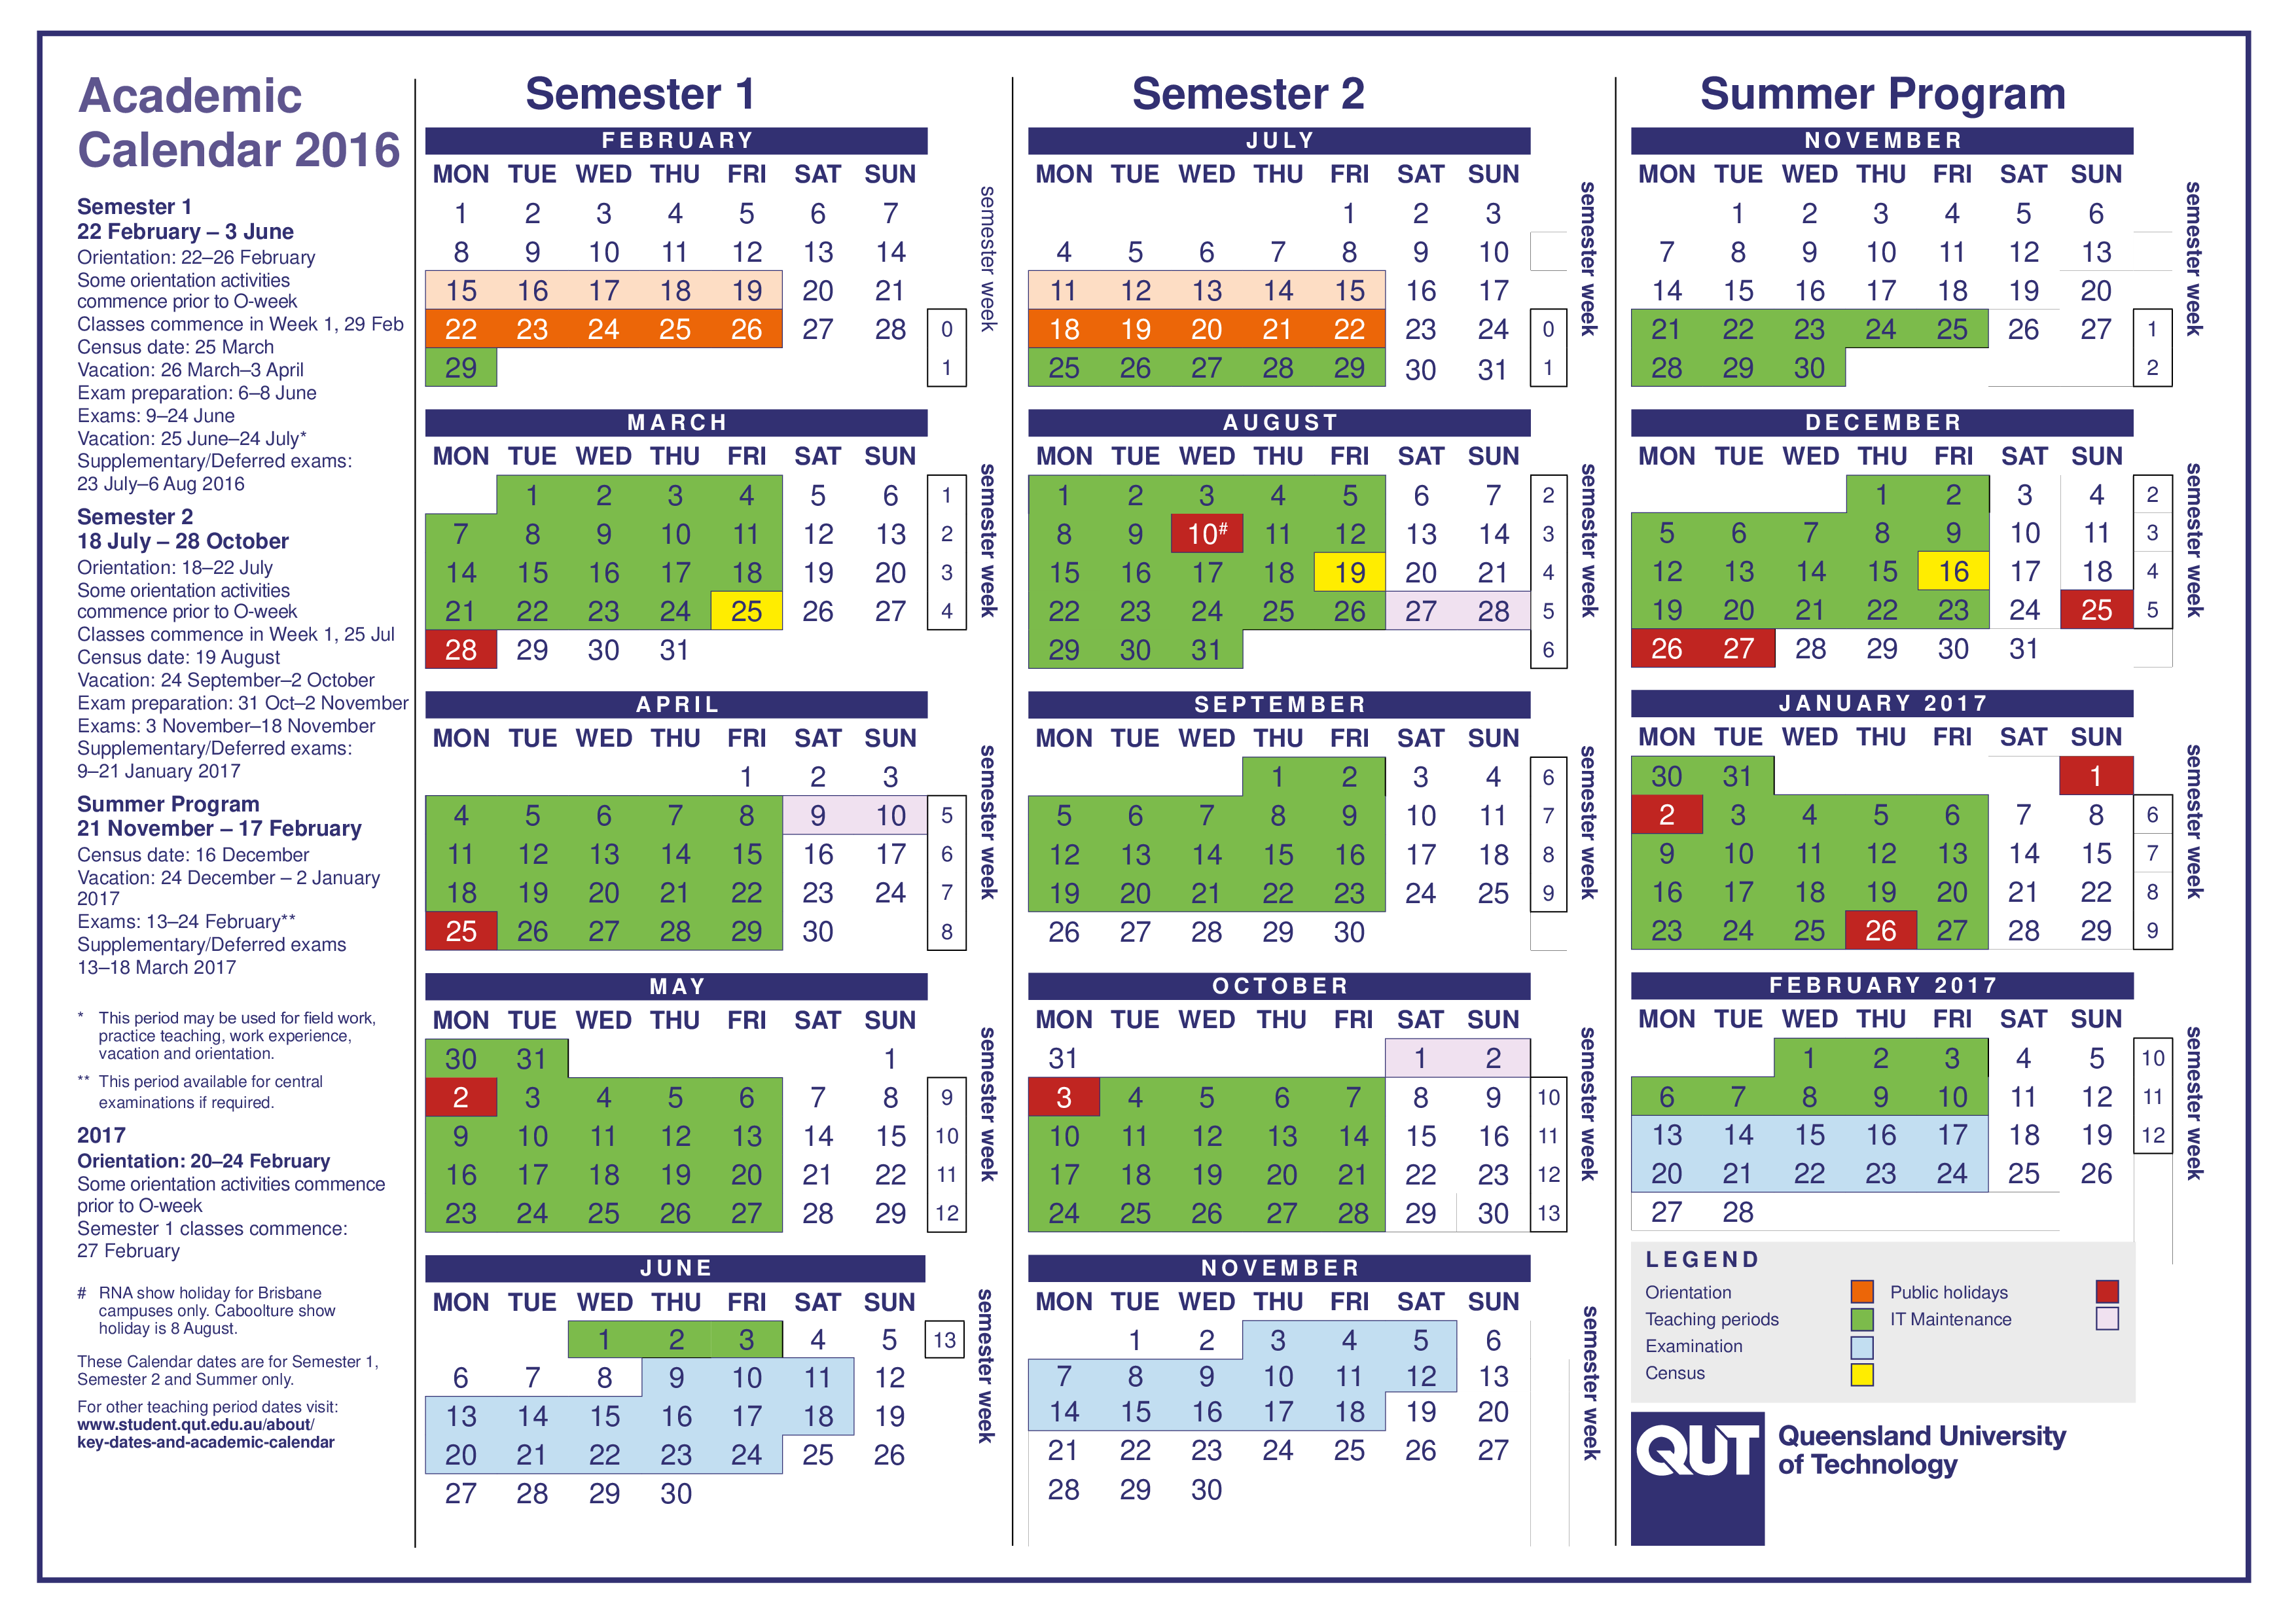 Academic
Calendar 2016
Semester 1
22 February – 3 June
Orientation: 22–26 February
Some orientation activities
commence prior to O-week
Classes commence in Week 1, 29 Feb
Census date: 25 March
Vacation: 26 March–3 April
Exam preparation: 6–8 June
Exams: 9–24 June
Vacation: 25 June–24 July*
Supplementary/Deferred exams:
23 July–6 Aug 2016
Semester 2
18 July – 28 October
Orientation: 18–22 July
Some orientation activities
commence prior to O-week
Classes commence in Week 1, 25 Jul
Census date: 19 August
Vacation: 24 September–2 October
Exam preparation: 31 Oct–2 November
Exams: 3 November–18 November
Supplementary/Deferred exams:
9–21 January 2017
Summer Program
21 November – 17 February
Census date: 16 December
Vacation: 24 December – 2 January
2017
Exams: 13–24 February**
Supplementary/Deferred exams
13–18 March 2017
* This period may be used for field work,
practice teaching, work experience,
vacation and orientation.
** This period available for central
examinations if required.
2017
Orientation: 20–24 February
Some orientation activities commence
prior to O-week
Semester 1 classes commence:
27 February
# RNA show holiday for Brisbane
campuses only. Caboolture show
holiday is 8 August.
These Calendar dates are for Semester 1,
Semester 2 and Summer only.
For other teaching period dates visit:
www.student.qut.edu.au/about/
key-dates-and-academic-calendar
Semester 1
FEBRUARY
MON TUE WED THU FRI SAT SUN
semester week
1 2 3 4 5 6 7
8 9 10 11 12 13 14
15 16 17 18 19 20 21
22 23 24 25 26 27 28 0
29 1
MARCH
MON TUE WED THU FRI SAT SUN
semester week
1 2 3 4 5 6 1
7 8 9 10 11 12 13 2
14 15 16 17 18 19 20 3
21 22 23 24 25 26 27 4
28 29 30 31
APRIL
MON TUE WED THU FRI SAT SUN
semester week
1 2 3
4 5 6 7 8 9 10 5
11 12 13 14 15 16 17 6
18 19 20 21 22 23 24 7
25 26 27 28 29 30 8
MAY
MON TUE WED THU FRI SAT SUN
semester week
30 31 1
2 3 4 5 6 7 8 9
9 10 11 12 13 14 15 10
16 17 18 19 20 21 22 11
23 24 25 26 27 28 29 12
JUNE
MON TUE WED THU FRI SAT SUN
semester week
1 2 3 4 5 13
6 7 8 9 10 11 12
13 14 15 16 17 18 19
20 21 22 23 24 25 26
27 28 29 30
Semester 2
JULY
MON TUE WED THU FRI SAT SUN
semester week
1 2 3
4 5 6 7 8 9 10
11 12 13 14 15 16 17
18 19 20 21 22 23 24 0
25 26 27 28 29 30 31 1
AUGUST
MON TUE WED THU FRI SAT SUN
semester week
1 2 3 4 5 6 7 2
8 9 10# 11 12 13 14 3
15 16 17 18 19 20 21 4
22 23 24 25 26 27 28 5
29 30 31 6
SEPTEMBER
MON TUE WED THU FRI SAT SUN
semester week
1 2 3 4 6
5 6 7 8 9 10 11 7
12 13 14 15 16 17 18 8
19 20 21 22 23 24 25 9
26 27 28 29 30
OCTOBER
MON TUE WED THU FRI SAT SUN
semester week
31 1 2
3 4 5 6 7 8 9 10
10 11 12 13 14 15 16 11
17 18 19 20 21 22 23 12
24 25 26 27 28 29 30 13
NOVEMBER
MON TUE WED THU FRI SAT SUN
semester week
1 2 3 4 5 6
7 8 9 10 11 12 13
14 15 16 17 18 19 20
21 22 23 24 25 26 27
28 29 30
Summer Program
NOVEMBER
MON TUE WED THU FRI SAT SUN
semester week
1 2 3 4 5 6
7 8 9 10 11 12 13
14 15 16 17 18 19 20
21 22 23 24 25 26 27 1
28 29 30 2
DECEMBER
MON TUE WED THU FRI SAT SUN
semester week
1 2 3 4 2
5 6 7 8 9 10 11 3
12 13 14 15 16 17 18 4
19 20 21 22 23 24 25 5
26 27 28 29 30 31
JANUARY 2017
MON TUE WED THU FRI SAT SUN
semester week
30 31 1
2 3 4 5 6 7 8 6
9 10 11 12 13 14 15 7
16 17 18 19 20 21 22 8
23 24 25 26 27 28 29 9
FEBRUARY 2017
MON TUE WED THU FRI SAT SUN
semester week
1 2 3 4 5 10
6 7 8 9 10 11 12 11
13 14 15 16 17 18 19 12
20 21 22 23 24 25 26
27 28
LEGEND
Orientation Public holidays
Teaching periods IT Maintenance
Examination
Census
QUT
Queensland University
of Technology